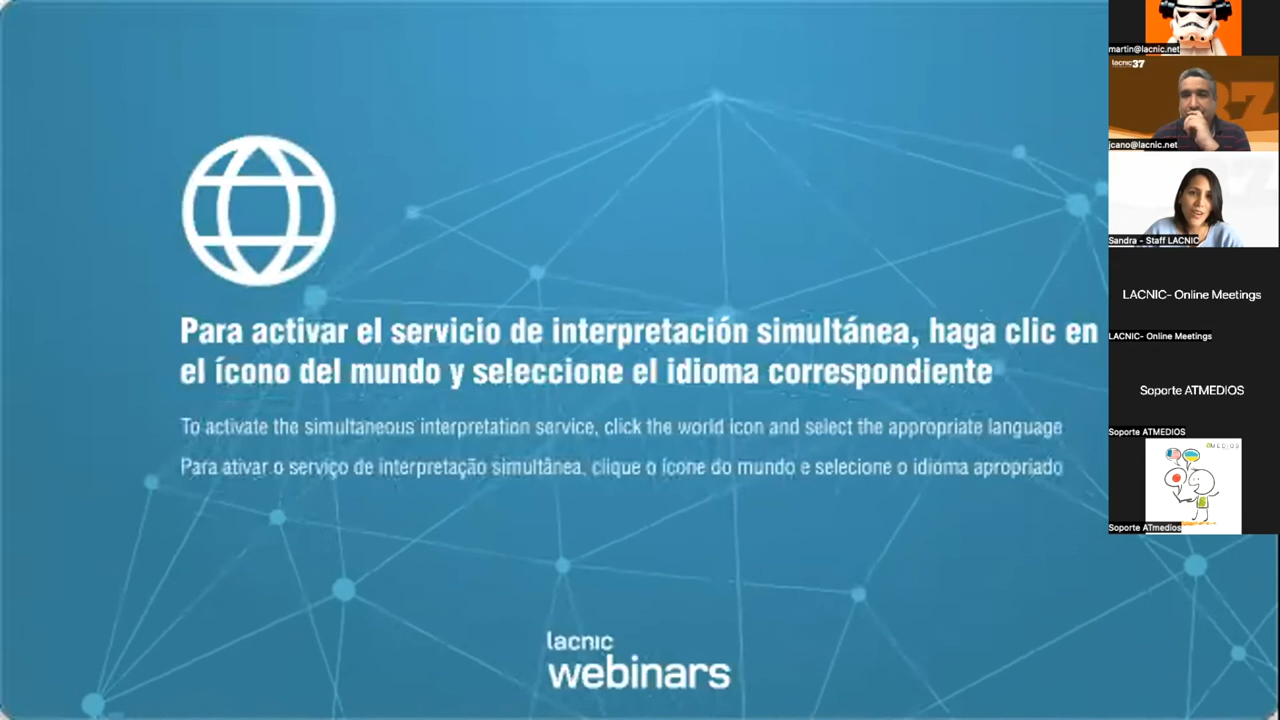 Para activar el servicio de interpretación simultánea, haga clic en
el ícono del mundo y seleccione el idioma correspondiente
To activate the simultaneous interpretation service, click the world icon and select the appropriate language
Para ativar o serviço de interpretação simultânea, clique o ícone do mundo e selecione o idioma apropriado
lacnic
webinars
martin@lacnic.net
lacnic37
37
jcano@lacnic.net
Sandra - Staff LACNIC
LACNIC- Online Meetings
LACNIC- Online Meetings
Soporte ATMEDIOS
Soporte ATMEDIOS
Soporte ATmedios